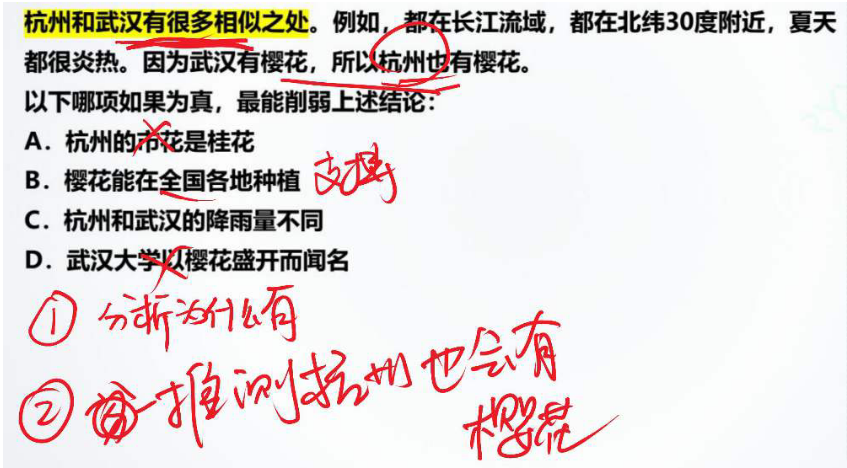 杭州和武汉有很多相似之处。例如，都在长江流域，都在北纬30度附近，夏天
都很炎热。因为武汉有樱花，所以杭州也有樱花。
以下哪项如果为真，最能削弱上述结论：
A．杭州的市花是桂花
B．樱花能在全国各地种植 支持
C．杭州和武汉的降雨量不同
D．武汉大学以樱花盛开而闻名
① 分析为什么有
② 推测杭州也会有
樱花